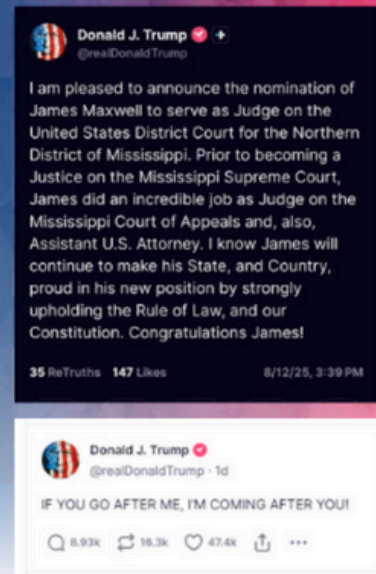 Donald J. Trump
@realDonaldTrump
I am pleased to announce the nomination of
James Maxwell to serve as Judge on the
United States District Court for the Northern
District of Mississippi. Prior to becoming a
Justice on the Mississippi Supreme Court,
James did an incredible job as Judge on the
Mississippi Court of Appeals and, also,
Assistant U.S. Attorney. I know James will
continue to make his State, and Country,
proud in his new position by strongly
upholding the Rule of Law, and our
Constitution. Congratulations James!
35 ReTruths 147 Likes 8/12/25, 3:39 PM
Donald J. Trump
@realDonaldTrump · 1d
IF YOU GO AFTER ME, I'M COMING AFTER YOU!
8.93k 16.3k 47.4k